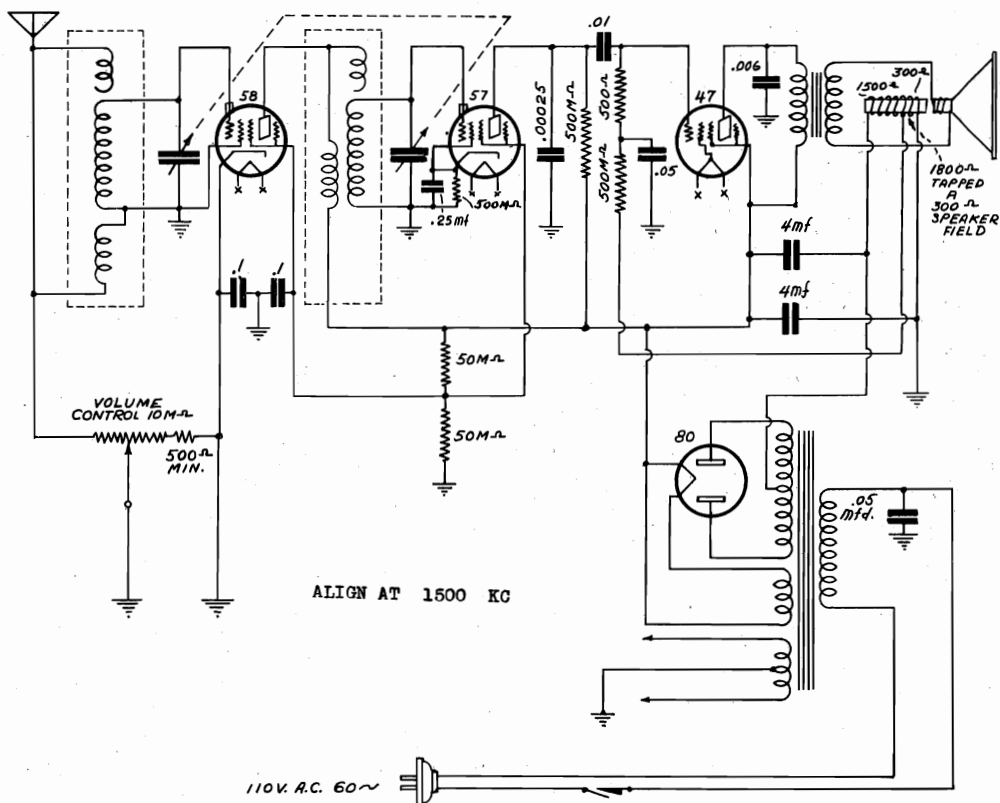 .01
58
57
47
.006
1500Ω
300Ω
.00025
500MΩ
500Ω
500MΩ
.05
1800Ω
TAPPED
A
300 Ω
SPEAKER
FIELD
x x
x x
x x
.25mf
500MΩ
4mf
4mf
.1
.1
50MΩ
50MΩ
VOLUME
CONTROL 10MΩ
500Ω
MIN.
80
.05
mfd.
ALIGN AT 1500 KC
110V. A.C. 60~